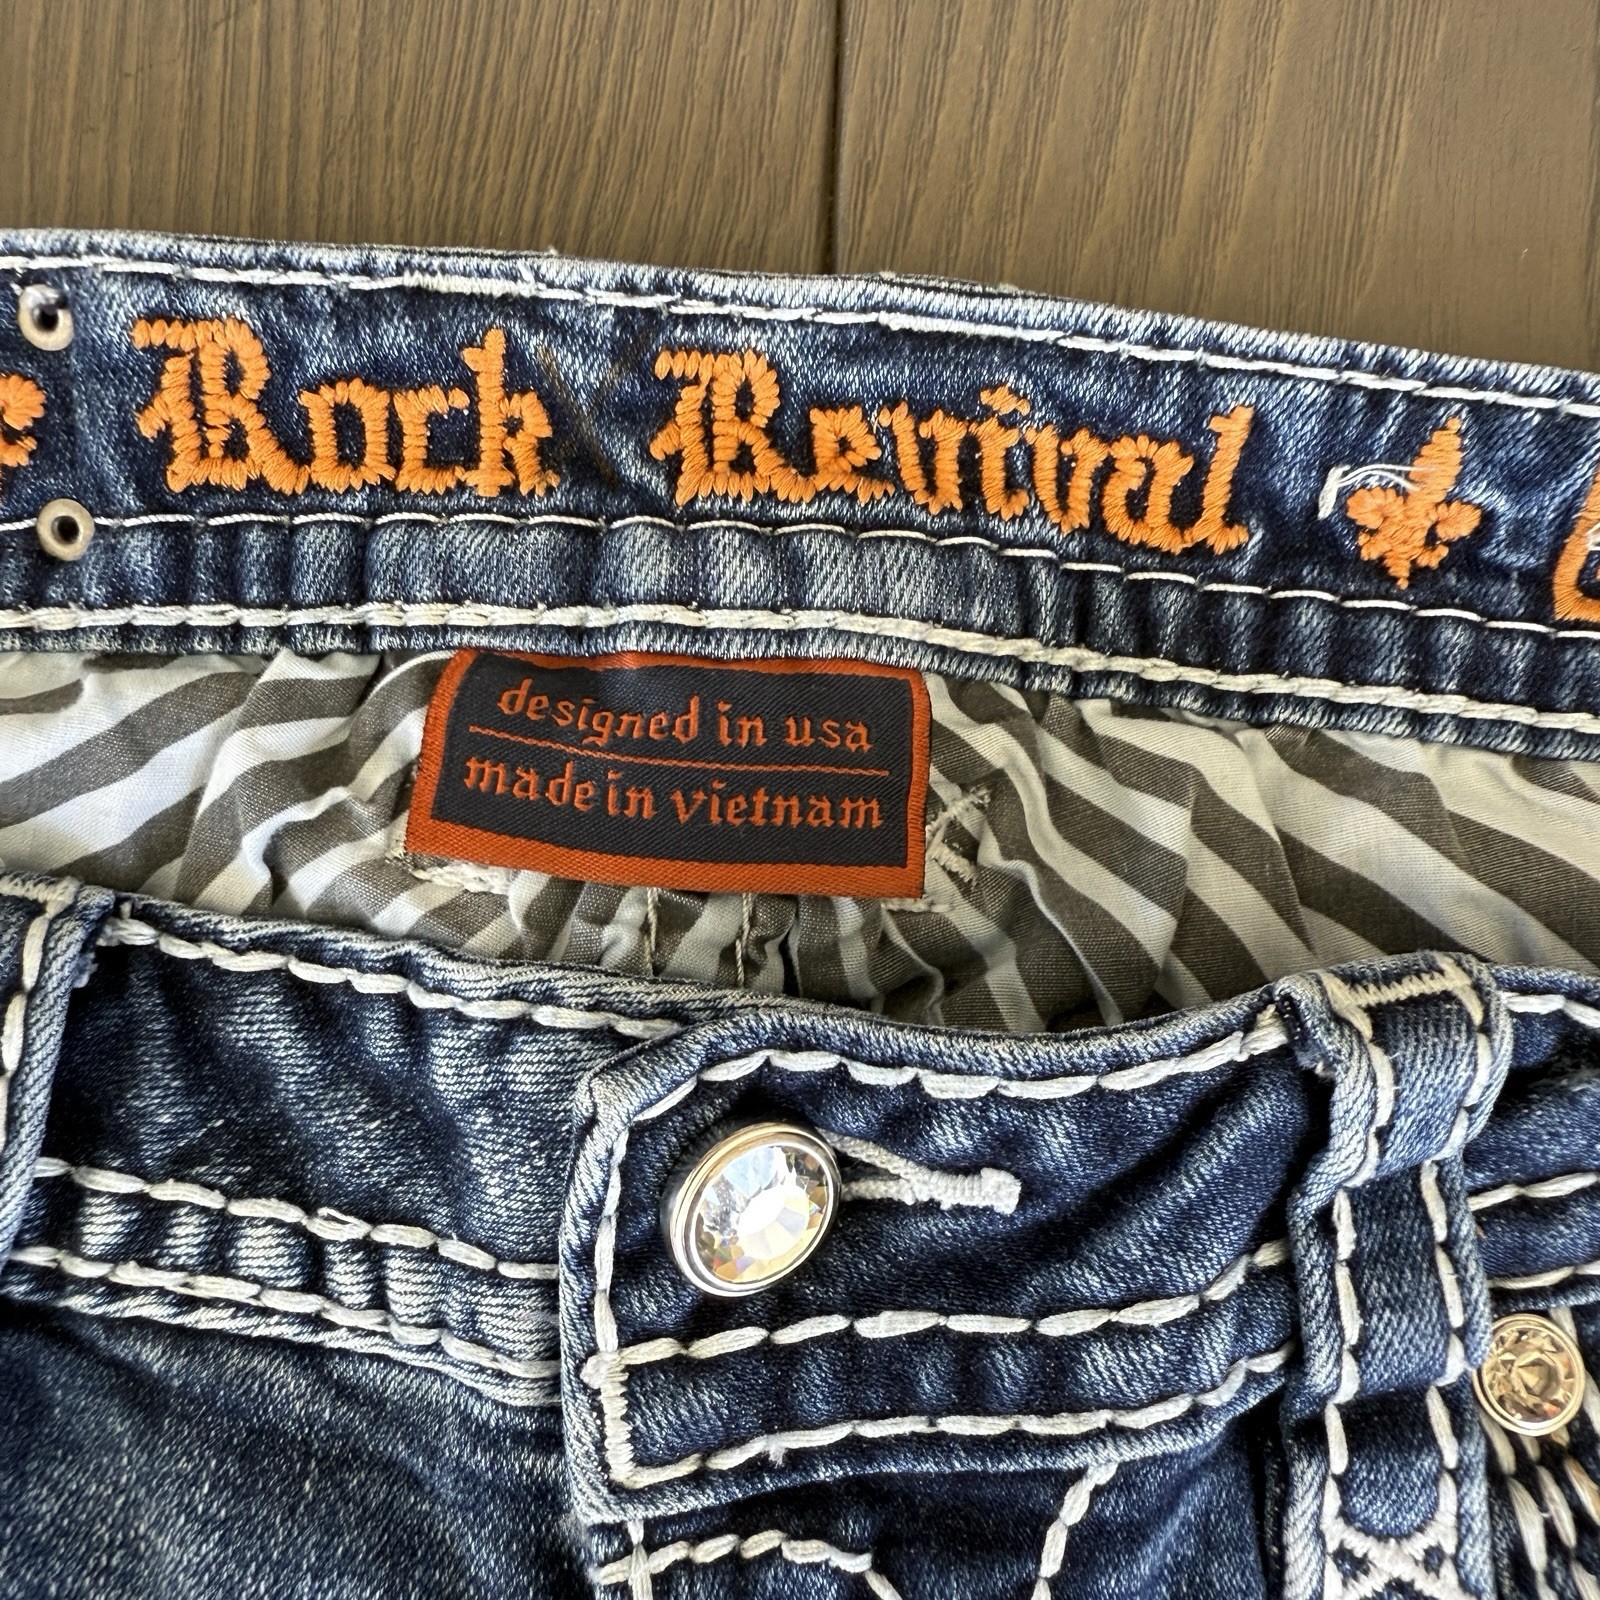 Rock Revival
designed in usa
made in vietnam